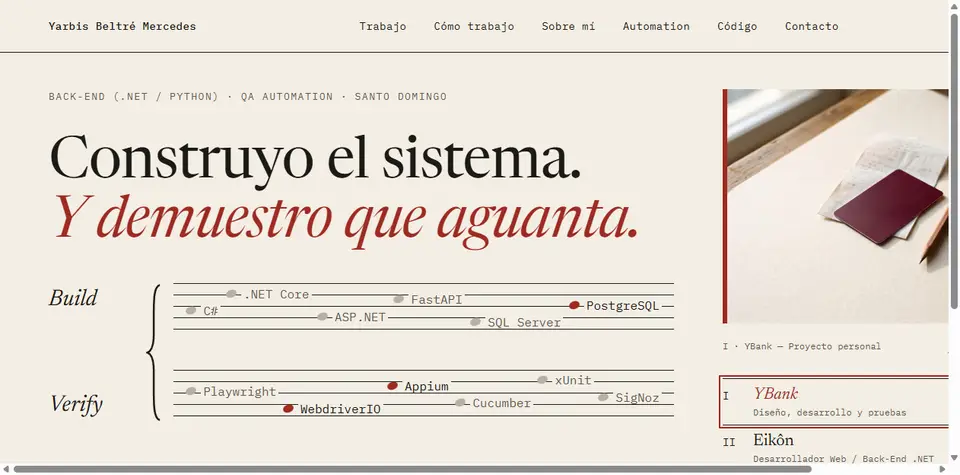 Yarbis Beltré Mercedes
Trabajo Cómo trabajo Sobre mí Automation Código Contacto
BACK-END (.NET / PYTHON) · QA AUTOMATION · SANTO DOMINGO
Construyo el sistema.
Y demuestro que aguanta.
Build
.NET Core
FastAPI
PostgreSQL
C#
ASP.NET
SQL Server
Verify
Playwright
Appium
xUnit
WebdriverIO
Cucumber
SigNoz
I · YBank — Proyecto personal
I YBank
Diseño, desarrollo y pruebas
II Eikôn
Desarrollador Web / Back-End .NET